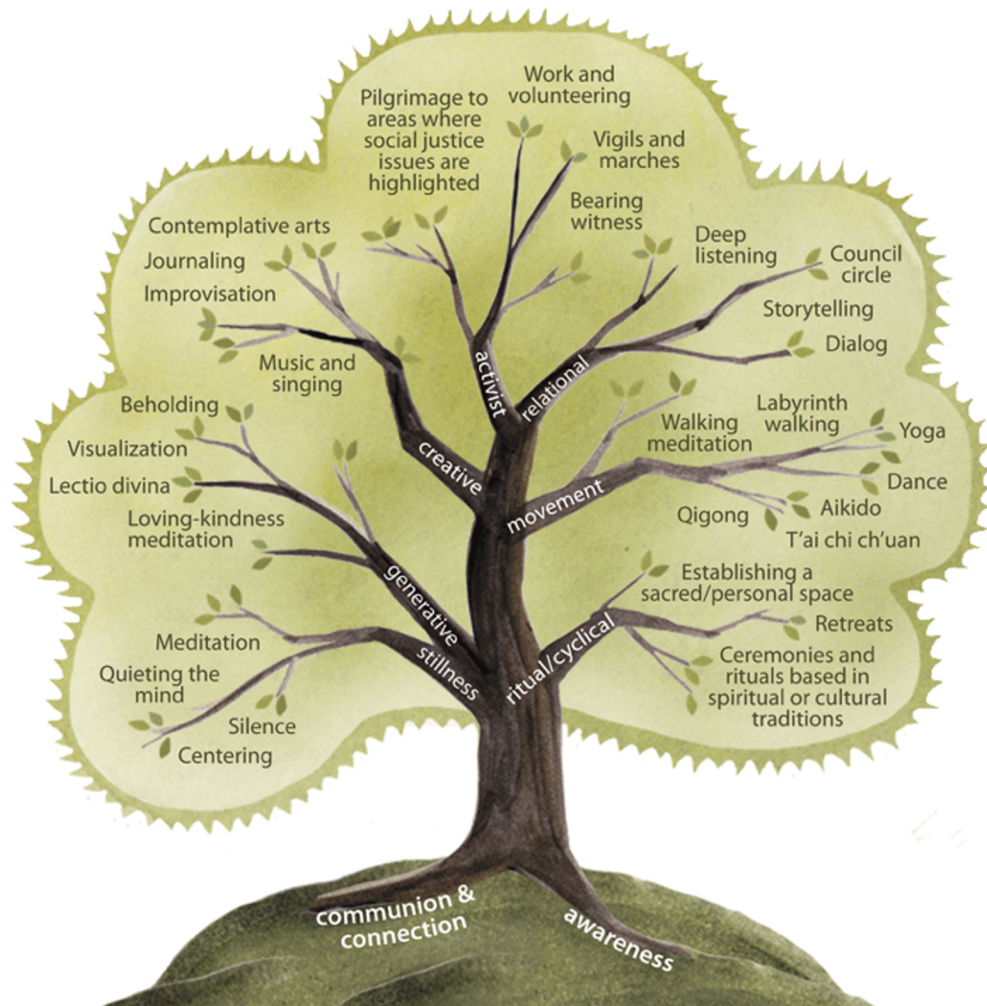 Work and
volunteering
Pilgrimage to
areas where
social justice
issues are
highlighted
Vigils and
marches
Bearing
witness
Contemplative arts
Journaling
Improvisation
Music and
singing
Deep
listening
Council
circle
Storytelling
Dialog
activist
relational
creative
movement
Beholding
Visualization
Lectio divina
Loving-kindness
meditation
generative
Walking
meditation
Labyrinth
walking
Yoga
Dance
Aikido
Qigong
T'ai chi ch'uan
Meditation
Quieting the
mind
Silence
Centering
stillness
ritual/cyclical
Establishing a
sacred/personal space
Retreats
Ceremonies and
rituals based in
spiritual or cultural
traditions
communion &
connection
awareness